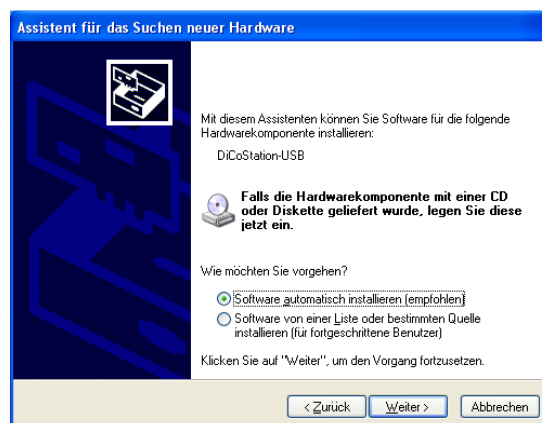 Assistent für das Suchen neuer Hardware
Mit diesem Assistenten können Sie Software für die folgende
Hardwarekomponente installieren:
DiCoStation-USB
Falls die Hardwarekomponente mit einer CD
oder Diskette geliefert wurde, legen Sie diese
jetzt ein.
Wie möchten Sie vorgehen?
Software automatisch installieren (empfohlen)
Software von einer Liste oder bestimmten Quelle
installieren (für fortgeschrittene Benutzer)
Klicken Sie auf "Weiter", um den Vorgang fortzusetzen.
< Zurück Weiter > Abbrechen